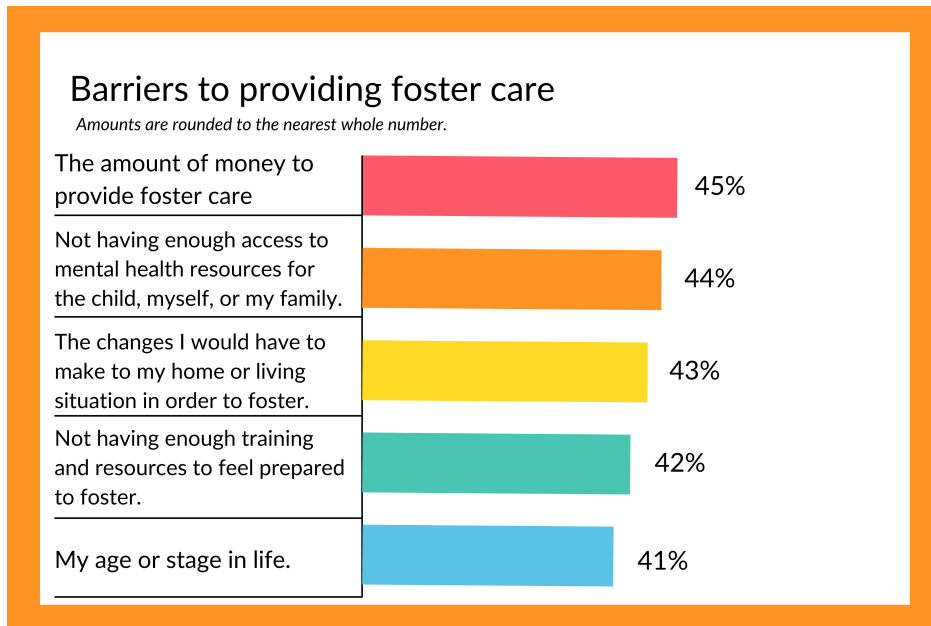 Barriers to providing foster care
Amounts are rounded to the nearest whole number.
The amount of money to
provide foster care
45%
Not having enough access to
mental health resources for
the child, myself, or my family.
44%
The changes I would have to
make to my home or living
situation in order to foster.
43%
Not having enough training
and resources to feel prepared
to foster.
42%
My age or stage in life.
41%